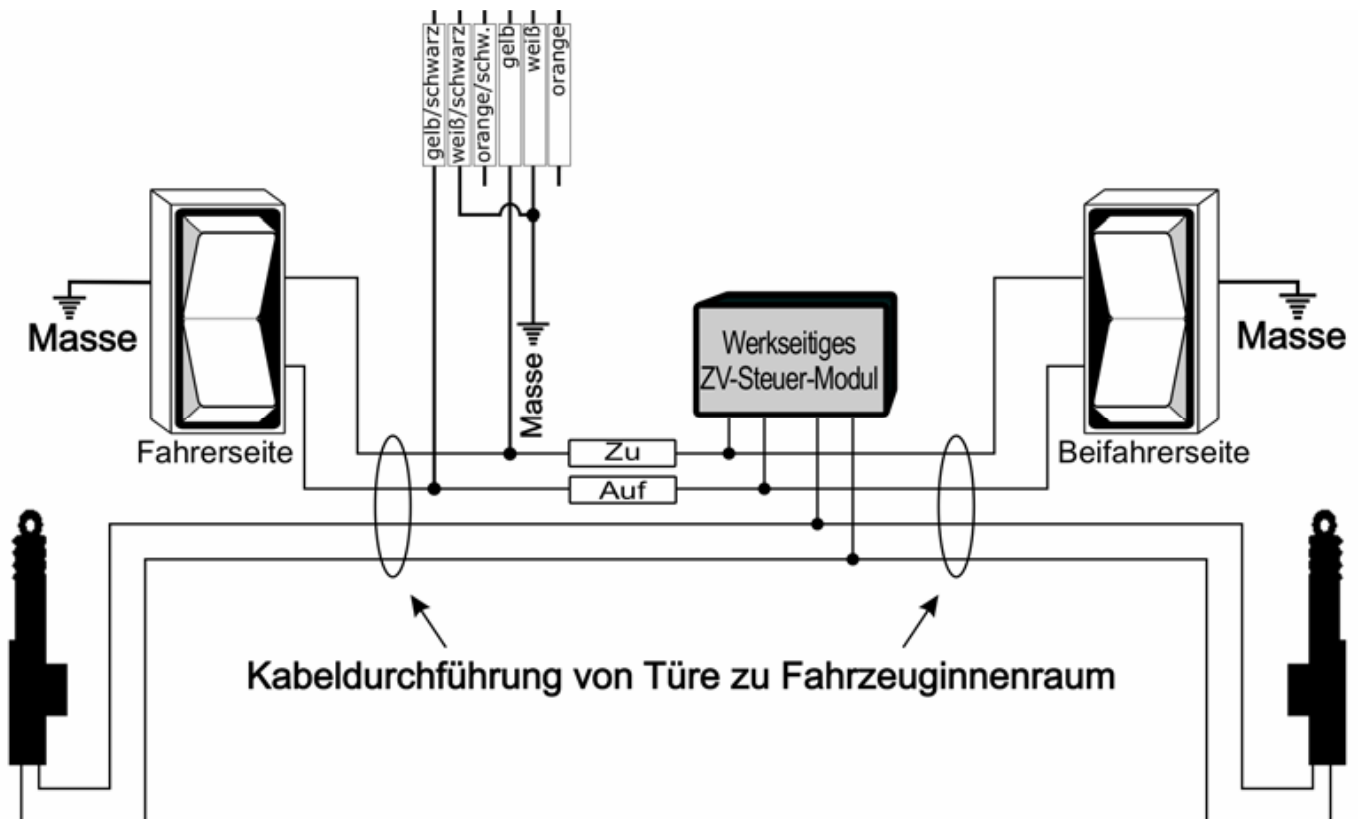 gelb/schwarz
weiß/schwarz
orange/schw.
gelb
weiß
orange
Masse
Masse
Masse
Werkseitiges
ZV-Steuer-Modul
Fahrerseite
Beifahrerseite
Zu
Auf
Kabeldurchführung von Türe zu Fahrzeuginnenraum